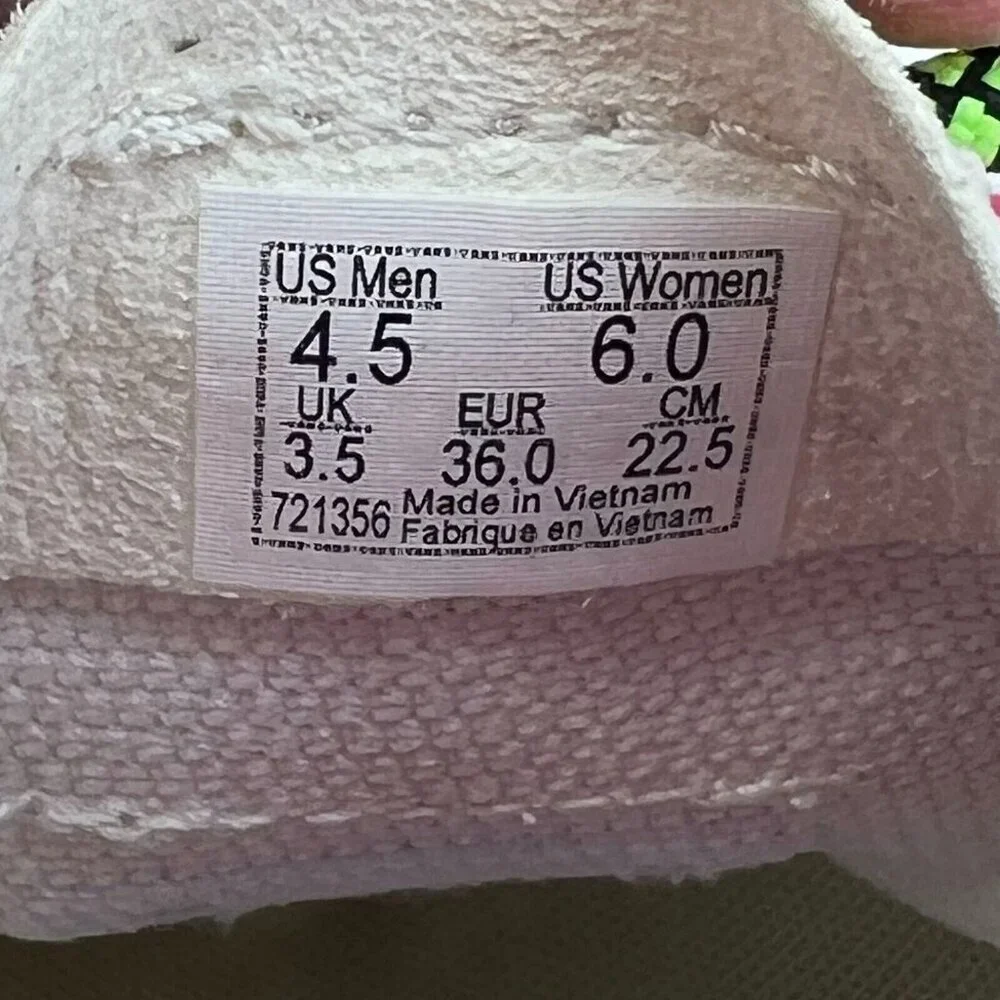 US Men US Women
4.5 6.0
UK EUR CM
3.5 36.0 22.5
721356 Made in Vietnam
Fabrique en Vietnam